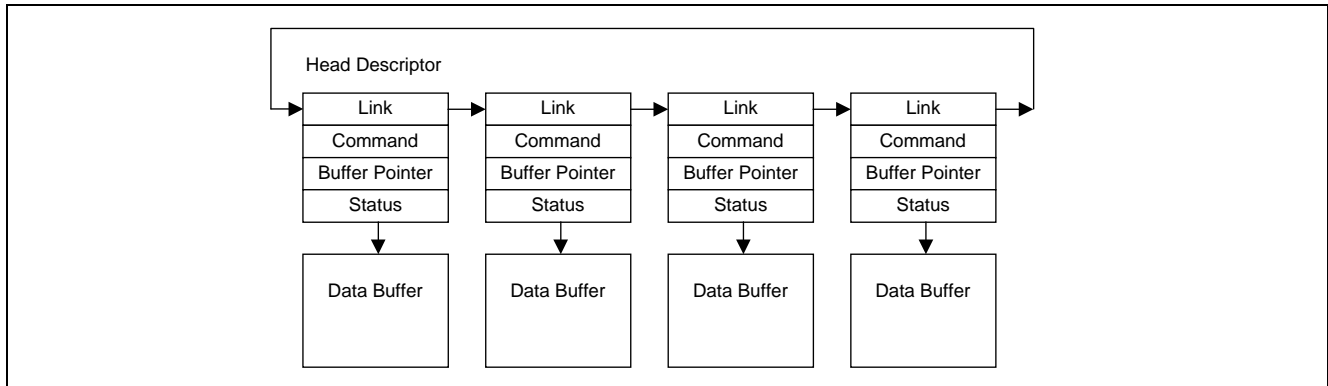 Head Descriptor
Link Link Link Link
Command Command Command Command
Buffer Pointer Buffer Pointer Buffer Pointer Buffer Pointer
Status Status Status Status
Data Buffer Data Buffer Data Buffer Data Buffer